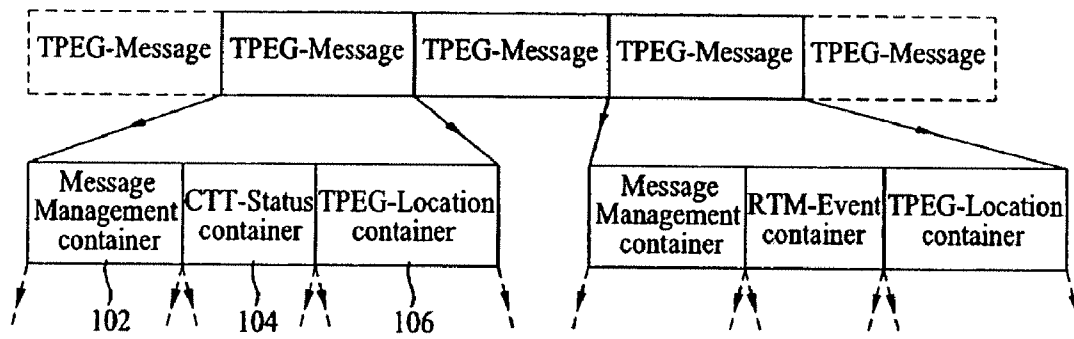 TPEG-Message TPEG-Message TPEG-Message TPEG-Message TPEG-Message
Message
Management
container
CTT-Status
container
TPEG-Location
container
Message
Management
container
RTM-Event
container
TPEG-Location
container
102
104
106